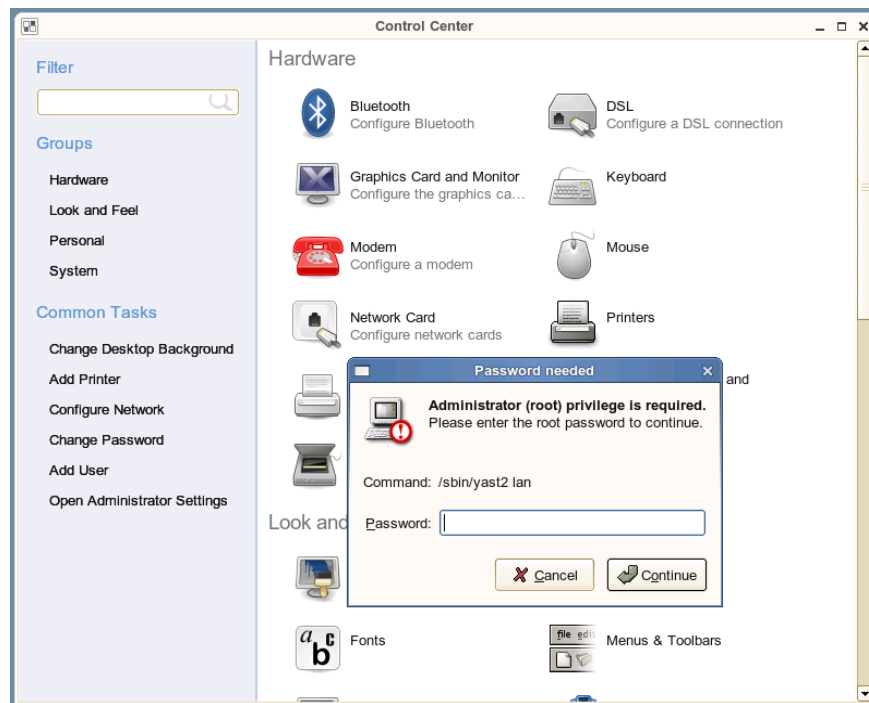 Control Center
Filter
Groups
Hardware
Look and Feel
Personal
System
Common Tasks
Change Desktop Background
Add Printer
Configure Network
Change Password
Add User
Open Administrator Settings
Hardware
Bluetooth
Configure Bluetooth
DSL
Configure a DSL connection
Graphics Card and Monitor
Configure the graphics ca...
Keyboard
Modem
Configure a modem
Mouse
Network Card
Configure network cards
Printers
and
Look and
Fonts
Menus & Toolbars
Password needed
Administrator (root) privilege is required.
Please enter the root password to continue.
Command: /sbin/yast2 lan
Password:
Cancel
Continue
a
b c
file edit